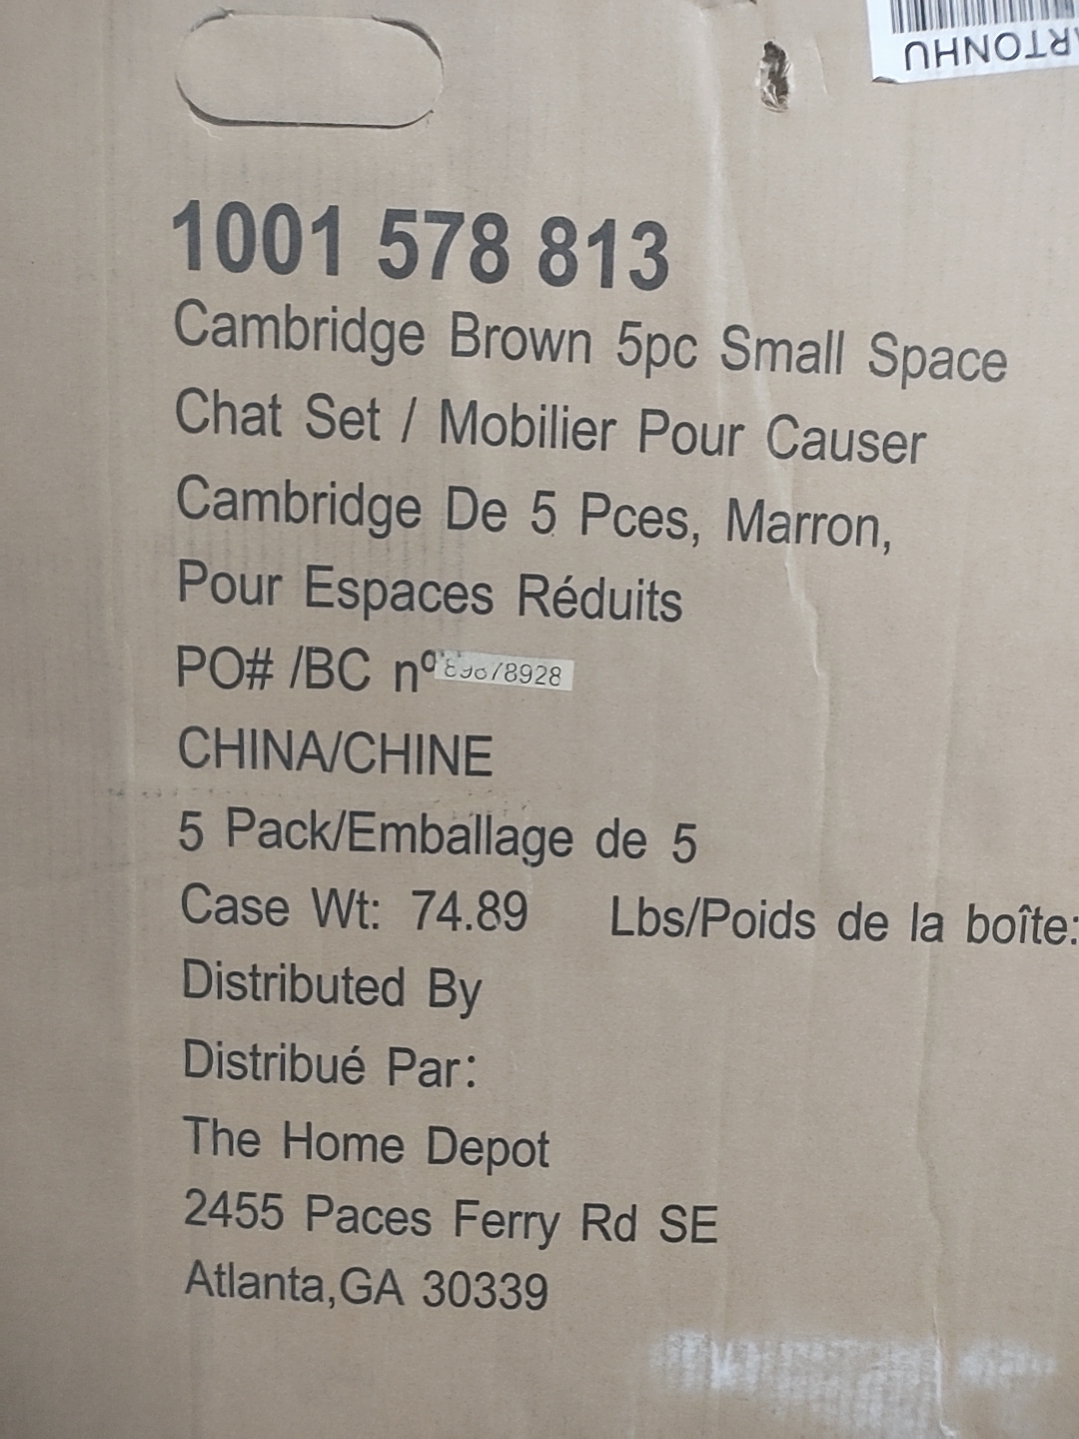 1001 578 813
Cambridge Brown 5pc Small Space
Chat Set / Mobilier Pour Causer
Cambridge De 5 Pces, Marron,
Pour Espaces Réduits
PO# /BC nº
CHINA/CHINE
5 Pack/Emballage de 5
Case Wt: 74.89 Lbs/Poids de la boîte:
Distributed By
Distribué Par:
The Home Depot
2455 Paces Ferry Rd SE
Atlanta,GA 30339